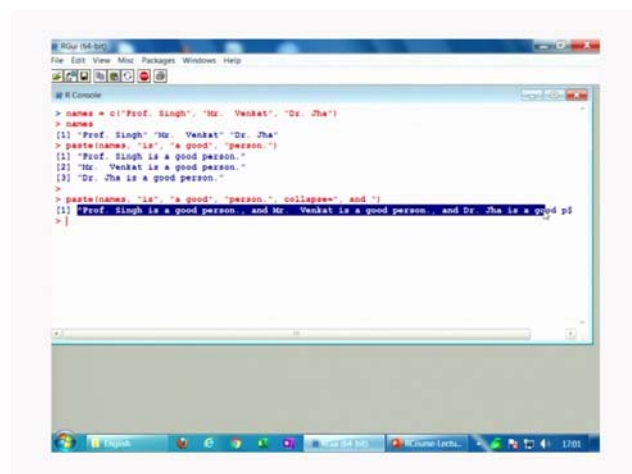 RGui (64-bit)
File Edit View Misc Packages Windows Help
R Console
> names = c("Prof. Singh", "Mr.  Venkat", "Dr. Jha")
> names
[1] "Prof. Singh" "Mr.  Venkat" "Dr. Jha"
> paste(names, "is", "a good", "person.")
[1] "Prof. Singh is a good person."
[2] "Mr.  Venkat is a good person."
[3] "Dr. Jha is a good person."
>
> paste(names, "is", "a good", "person.", collapse=", and ")
[1] "Prof. Singh is a good person., and Mr.  Venkat is a good person., and Dr. Jha is a good p$
>
English RGui (64-bit) RCourse-Lectu... 17:01